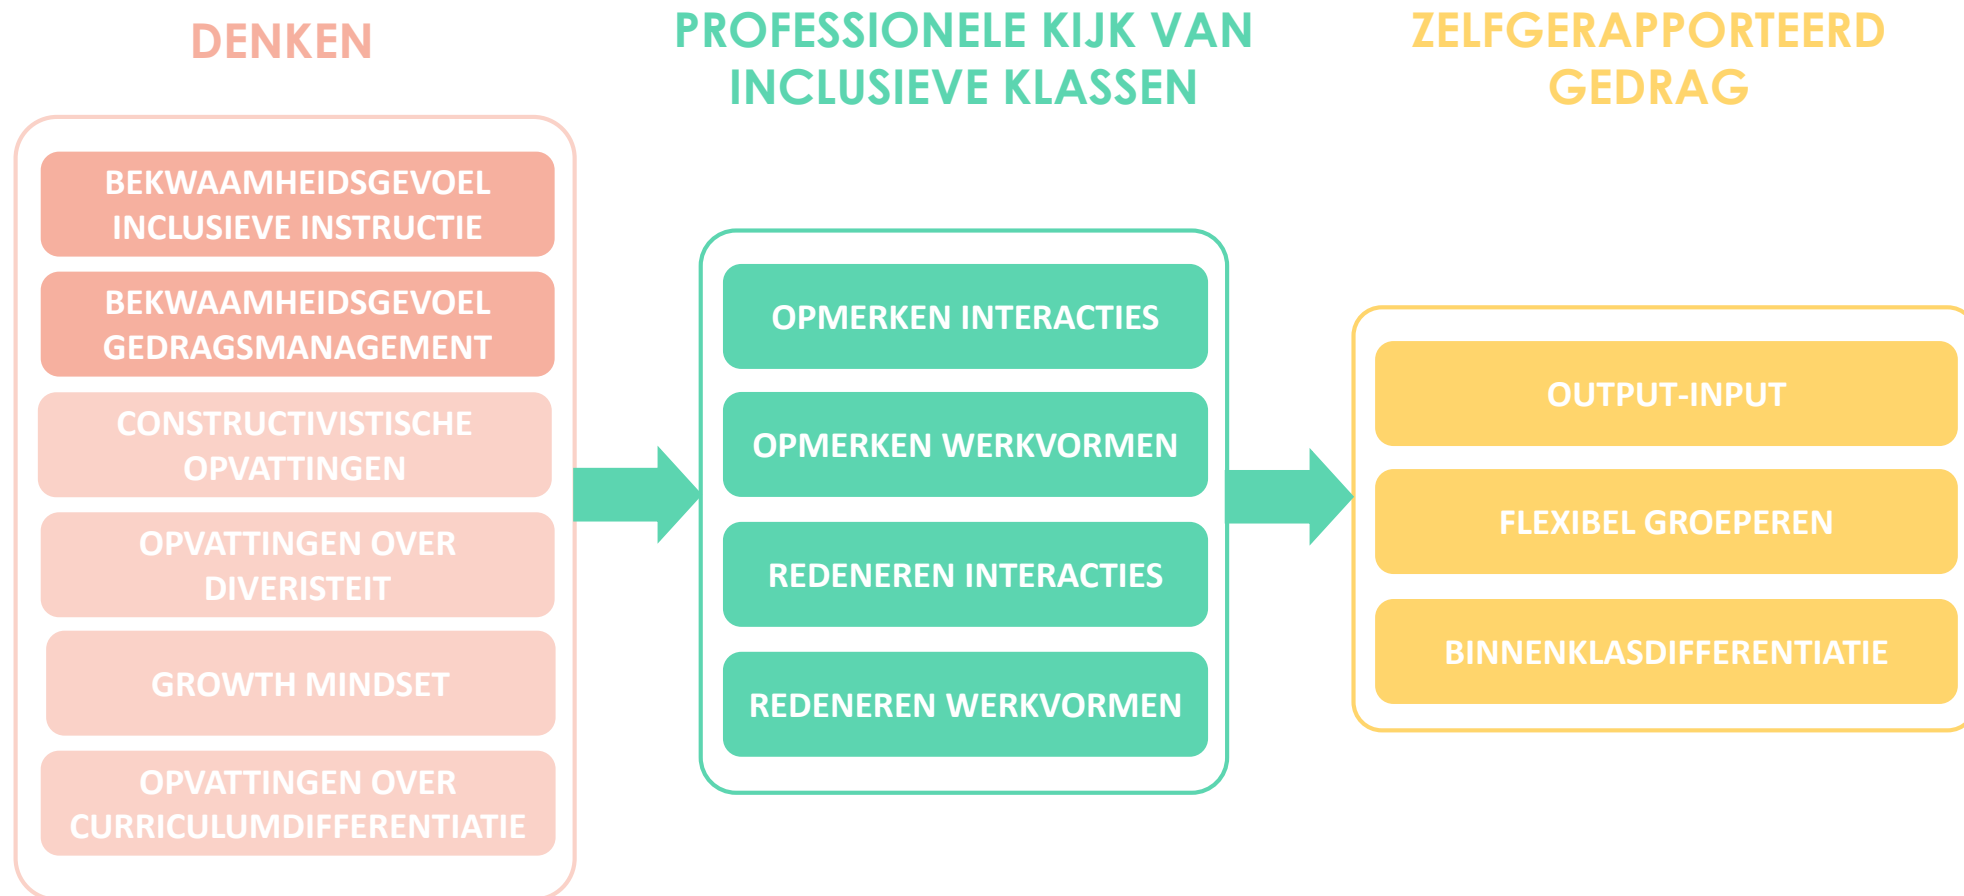 DENKEN
BEKWAAMHEIDSGEVOEL
INCLUSIEVE INSTRUCTIE
BEKWAAMHEIDSGEVOEL
GEDRAGSMANAGEMENT
CONSTRUCTIVISTISCHE
OPVATTINGEN
OPVATTINGEN OVER
DIVERISTEIT
GROWTH MINDSET
OPVATTINGEN OVER
CURRICULUMDIFFERENTIATIE
PROFESSIONELE KIJK VAN
INCLUSIEVE KLASSEN
OPMERKEN INTERACTIES
OPMERKEN WERKVORMEN
REDENEREN INTERACTIES
REDENEREN WERKVORMEN
ZELFGERAPPORTEERD
GEDRAG
OUTPUT-INPUT
FLEXIBEL GROEPEREN
BINNENKLASDIFFERENTIATIE